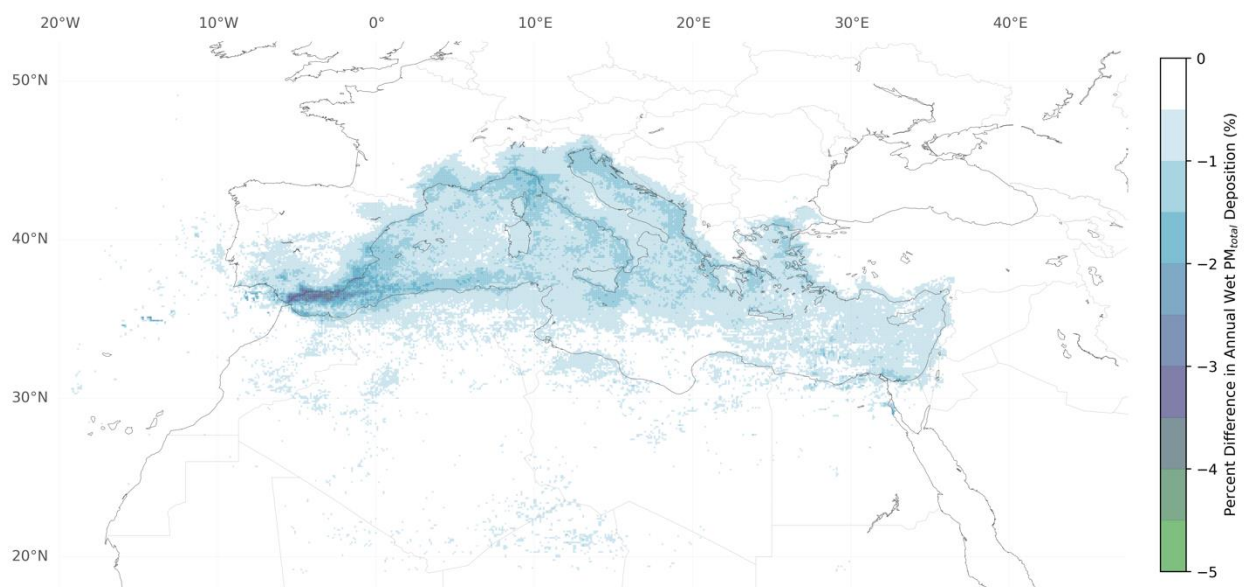 20°W 10°W 0° 10°E 20°E 30°E 40°E
50°N
40°N
30°N
20°N
0
−1
−2
−3
−4
−5
Percent Difference in Annual Wet PMtotal Deposition (%)